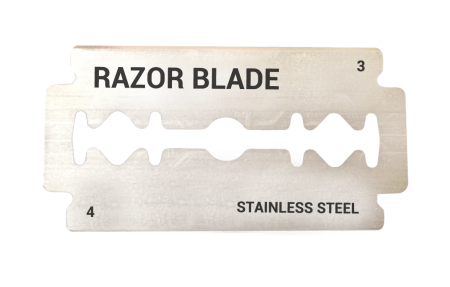 3
RAZOR BLADE
4
STAINLESS STEEL